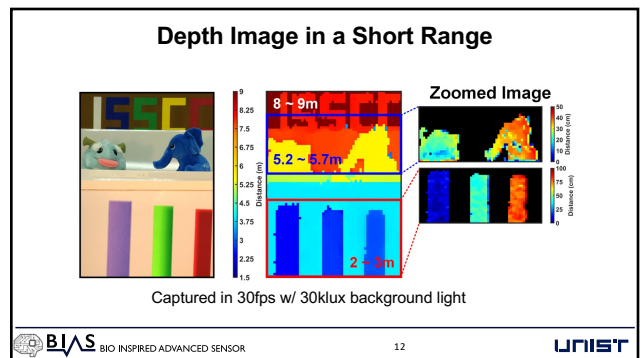 Depth Image in a Short Range
Zoomed Image
ISSCC
9
8.25
7.5
6.75
6
5.25
4.5
3.75
3
2.25
1.5
Distance (m)
8 ~ 9m
5.2 ~ 5.7m
2 ~ 3m
50
40
30
20
10
0
Distance (cm)
100
75
50
25
0
Distance (cm)
Captured in 30fps w/ 30klux background light
BIAS BIO INSPIRED ADVANCED SENSOR
12
UNIST